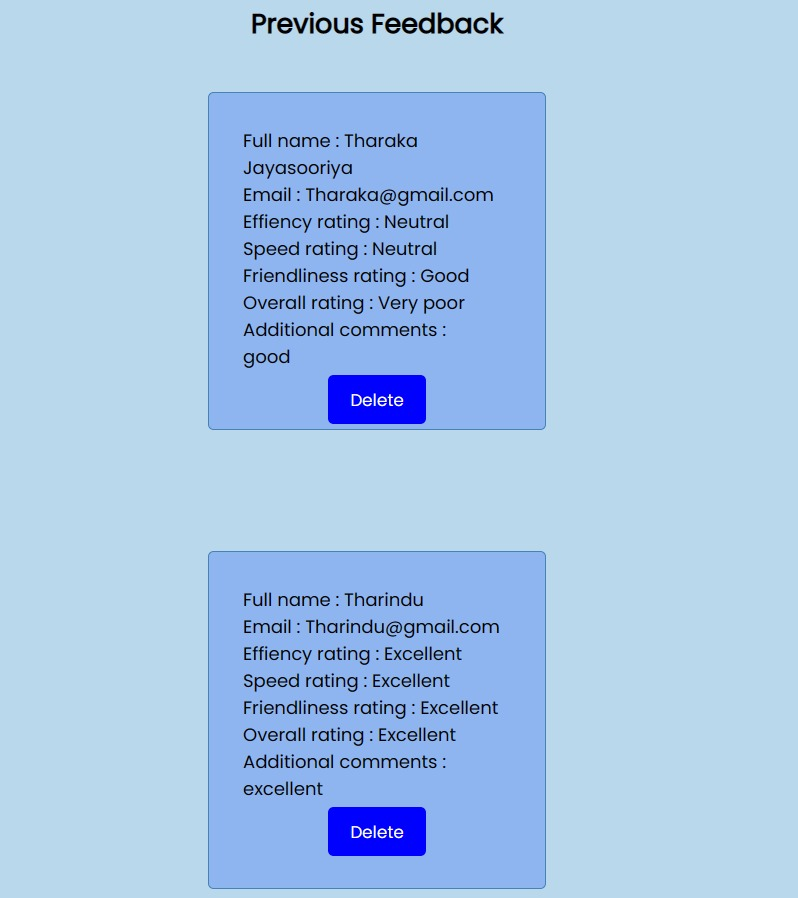 Previous Feedback
Full name : Tharaka
Jayasooriya
Email : Tharaka@gmail.com
Effiency rating : Neutral
Speed rating : Neutral
Friendliness rating : Good
Overall rating : Very poor
Additional comments :
good
Delete
Full name : Tharindu
Email : Tharindu@gmail.com
Effiency rating : Excellent
Speed rating : Excellent
Friendliness rating : Excellent
Overall rating : Excellent
Additional comments :
excellent
Delete